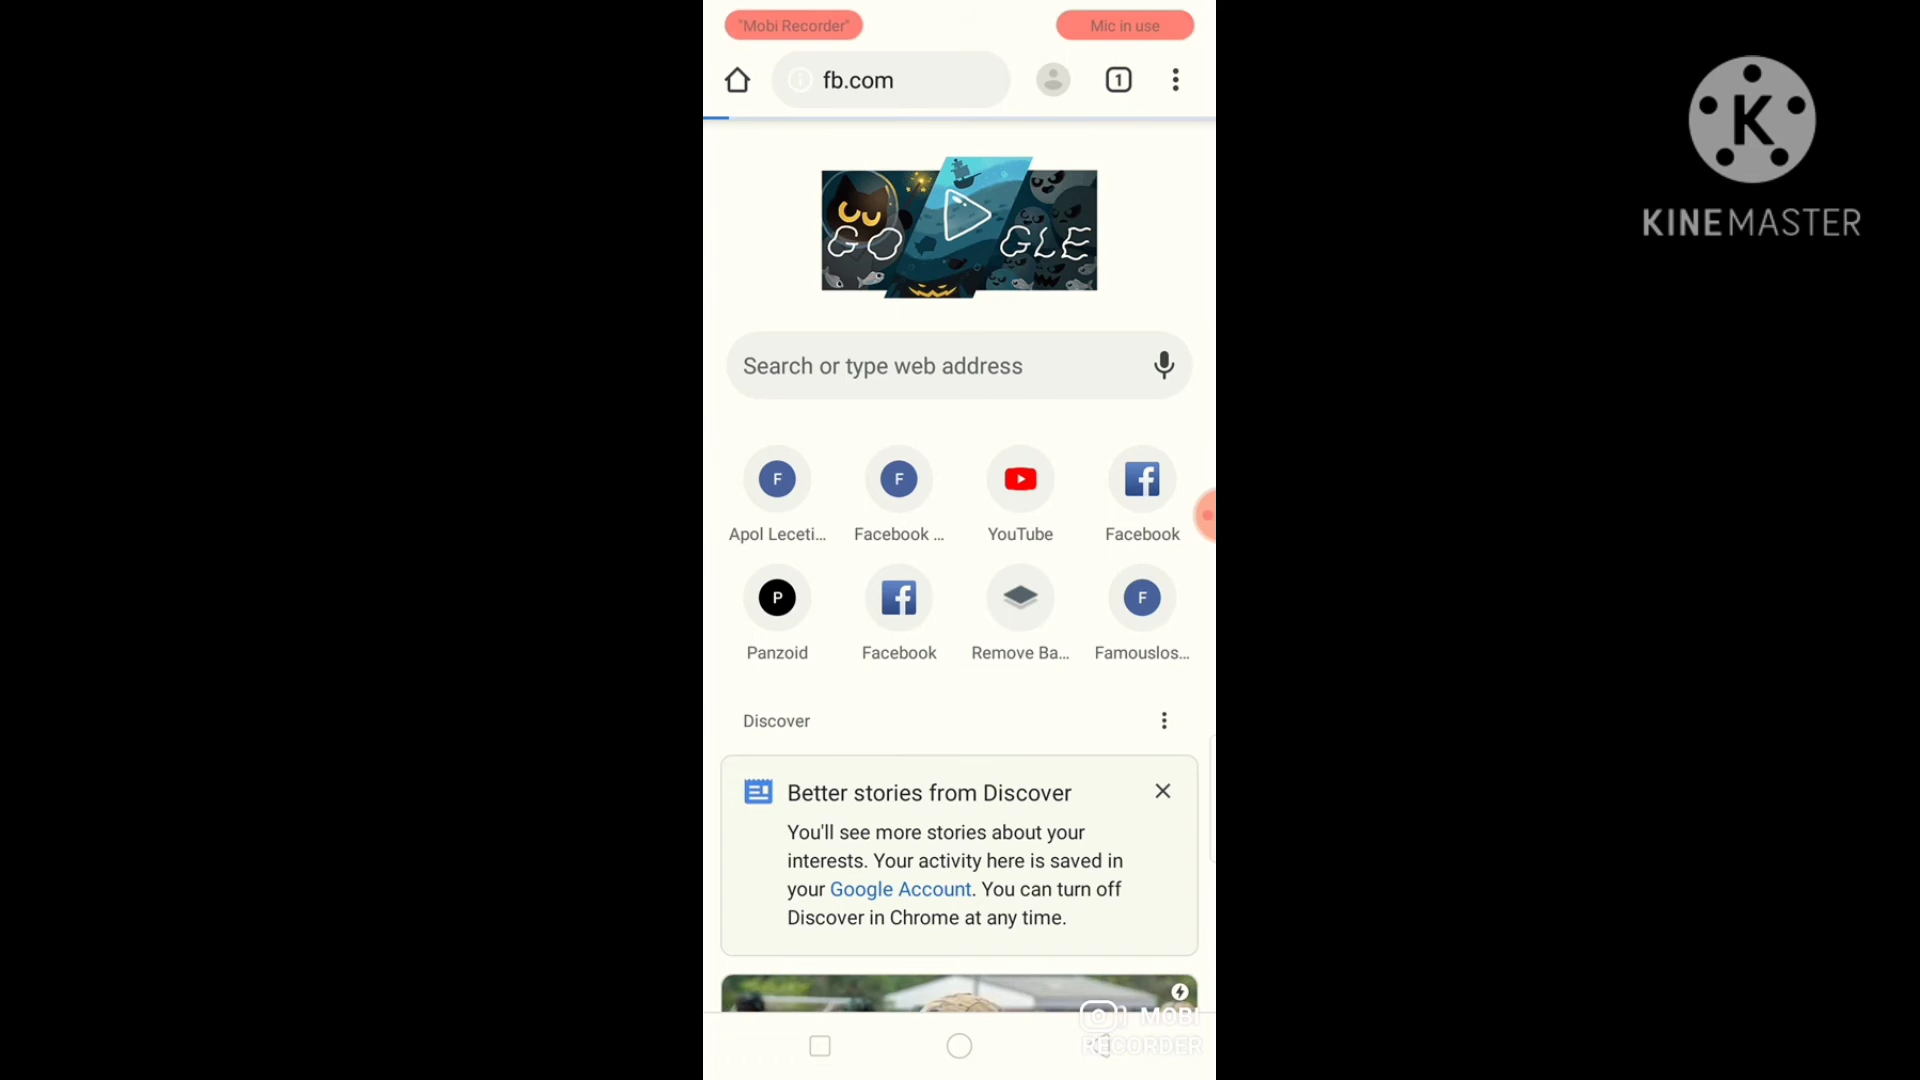 "Mobi Recorder"
Mic in use
fb.com
1
K
KINEMASTER
GO GLE
Search or type web address
F
F
Apol Leceti...
Facebook ...
YouTube
Facebook
P
F
Panzoid
Facebook
Remove Ba...
Famouslos...
Discover
Better stories from Discover
You'll see more stories about your
interests. Your activity here is saved in
your Google Account. You can turn off
Discover in Chrome at any time.
MOBI
RECORDER